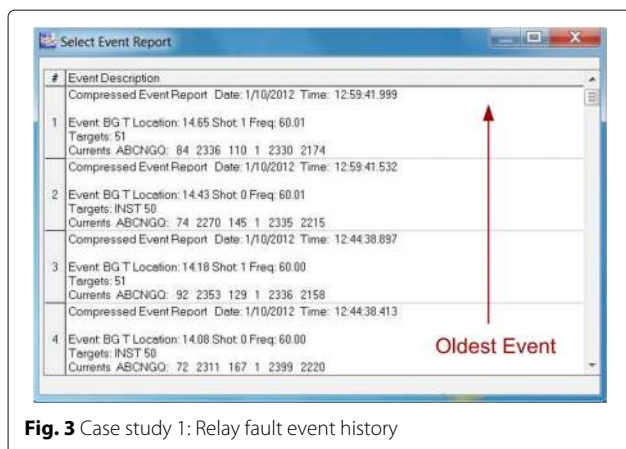 Select Event Report
# Event Description
Compressed Event Report Date: 1/10/2012 Time: 12:59:41.999
1 Event: BG T Location: 14.65 Shot: 1 Freq: 60.01
Targets: 51
Currents ABCNGQ: 84 2336 110 1 2330 2174
Compressed Event Report Date: 1/10/2012 Time: 12:59:41.532
2 Event: BG T Location: 14.43 Shot: 0 Freq: 60.01
Targets: INST 50
Currents ABCNGQ: 74 2270 145 1 2335 2215
Compressed Event Report Date: 1/10/2012 Time: 12:44:38.897
3 Event: BG T Location: 14.18 Shot: 1 Freq: 60.00
Targets: 51
Currents ABCNGQ: 92 2353 129 1 2336 2158
Compressed Event Report Date: 1/10/2012 Time: 12:44:38.413
4 Event: BG T Location: 14.08 Shot: 0 Freq: 60.00
Targets: INST 50
Currents ABCNGQ: 72 2311 167 1 2399 2220
Oldest Event
Fig. 3 Case study 1: Relay fault event history